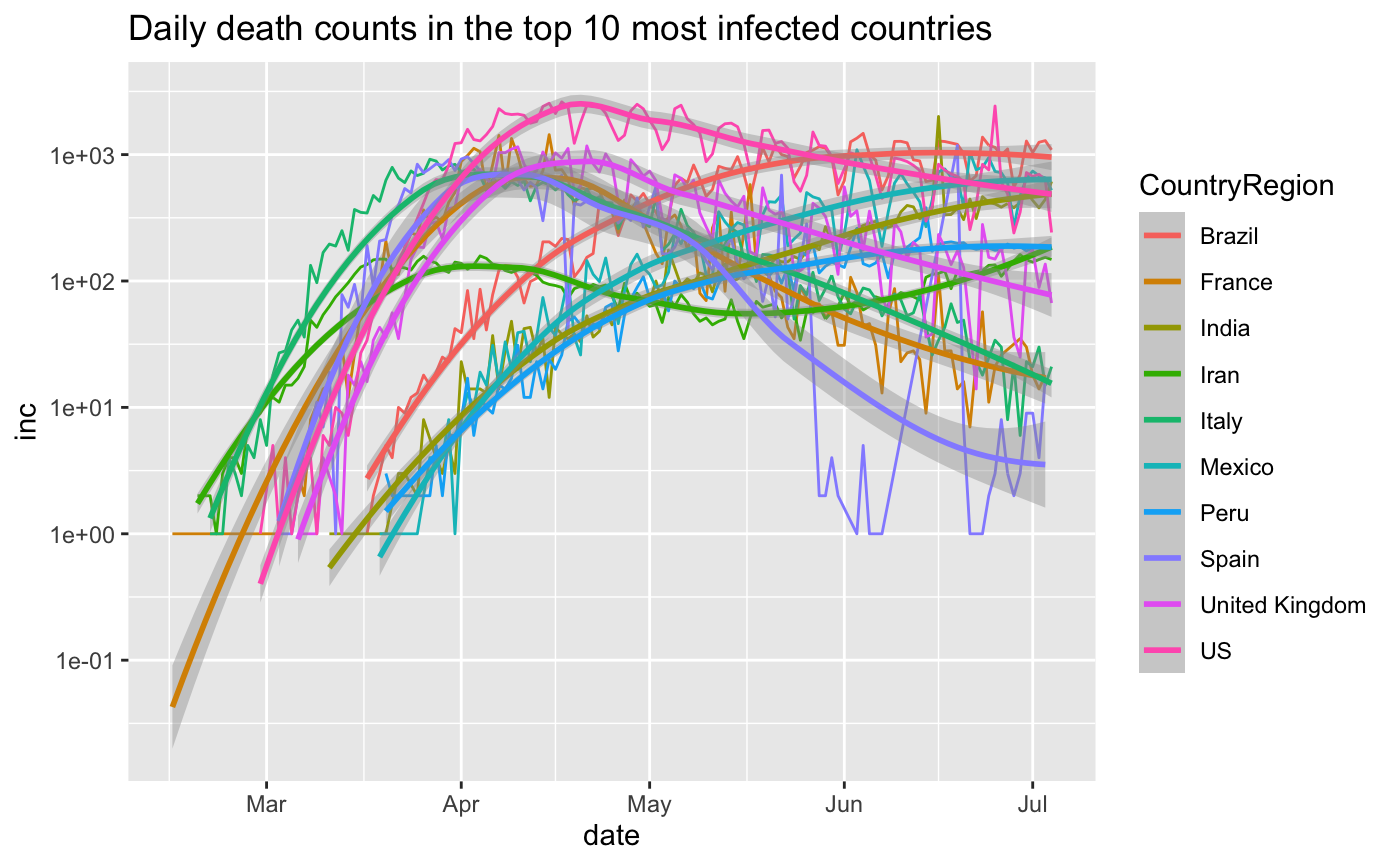 Daily death counts in the top 10 most infected countries
inc
1e+03
1e+02
1e+01
1e+00
1e-01
Mar Apr May Jun Jul
date
CountryRegion
Brazil
France
India
Iran
Italy
Mexico
Peru
Spain
United Kingdom
US